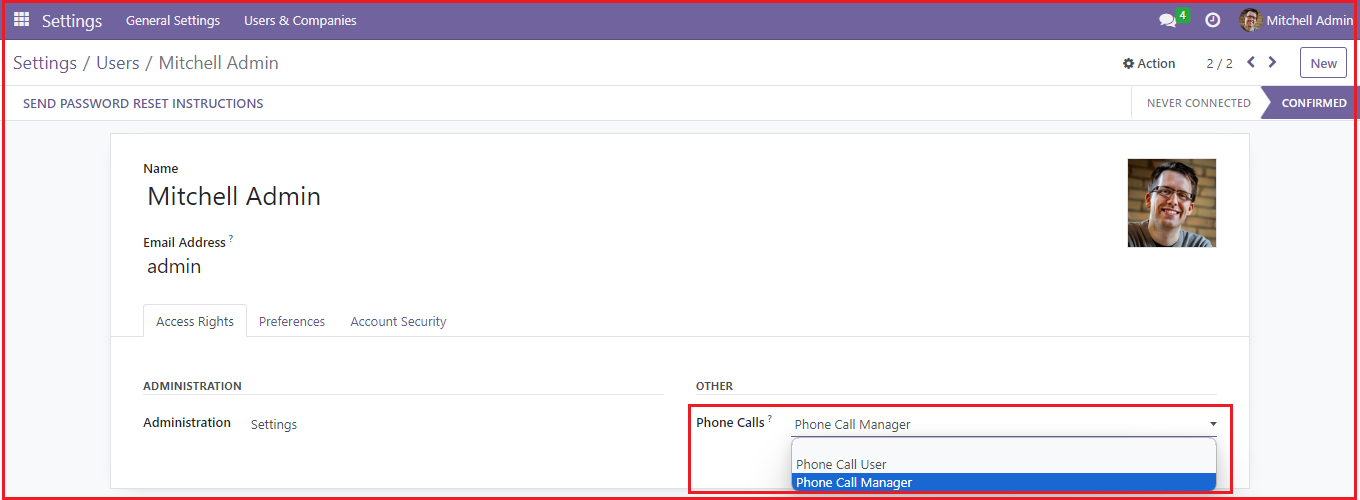 Settings General Settings Users & Companies 4 Mitchell Admin
Settings / Users / Mitchell Admin Action 2 / 2 New
SEND PASSWORD RESET INSTRUCTIONS NEVER CONNECTED CONFIRMED
Name
Mitchell Admin
Email Address ?
admin
Access Rights Preferences Account Security
ADMINISTRATION OTHER
Administration Settings Phone Calls ? Phone Call Manager
Phone Call User
Phone Call Manager